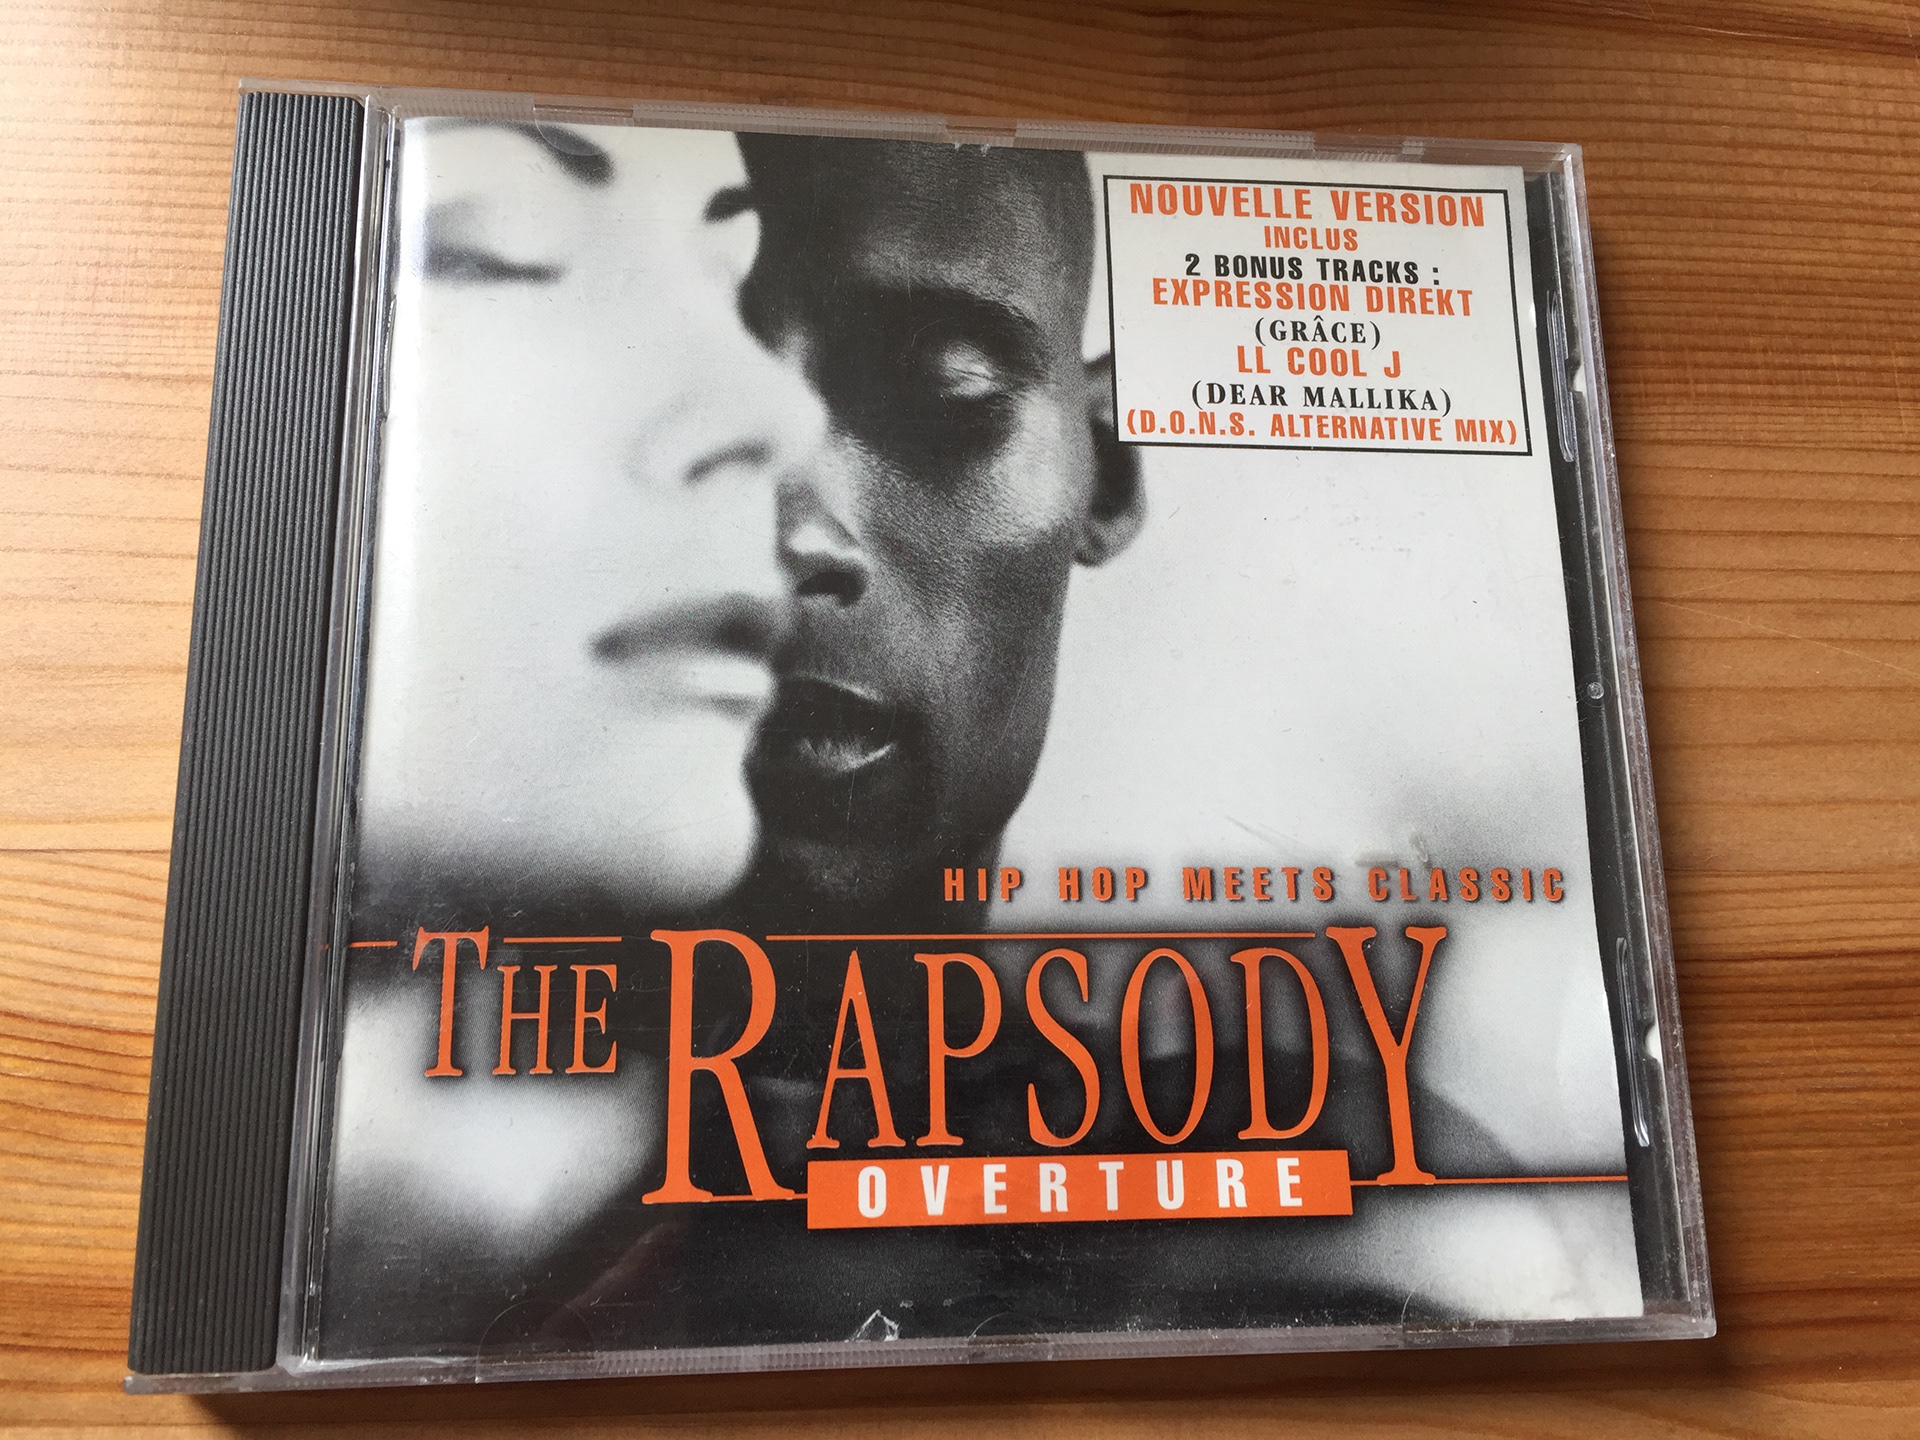 NOUVELLE VERSION
INCLUS
2 BONUS TRACKS :
EXPRESSION DIREKT
(GRÂCE)
LL COOL J
(DEAR MALLIKA)
(D.O.N.S. ALTERNATIVE MIX)
HIP HOP MEETS CLASSIC
THE RAPSODY
OVERTURE